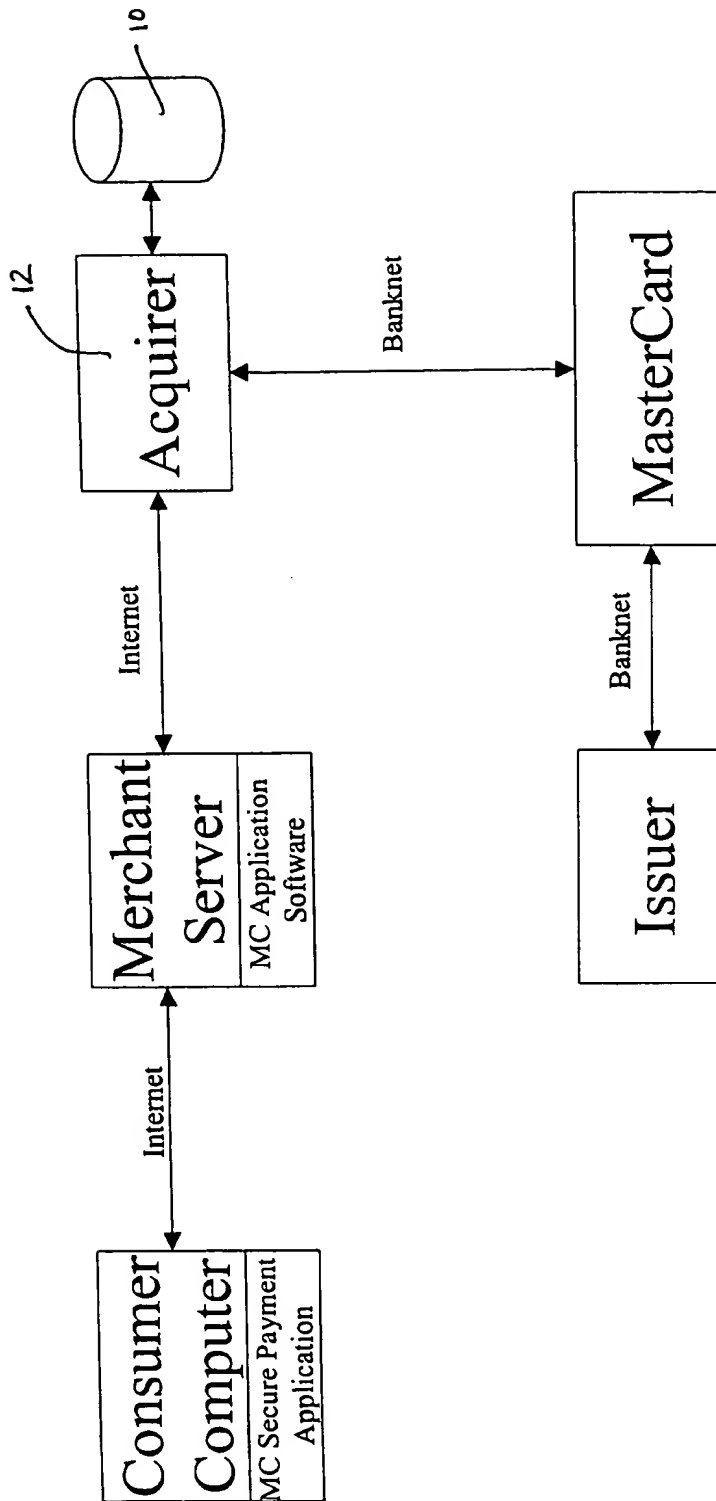 Consumer
Computer
MC Secure Payment
Application
Internet
Merchant
Server
MC Application
Software
Internet
Acquirer
12
10
Banknet
Issuer
Banknet
MasterCard